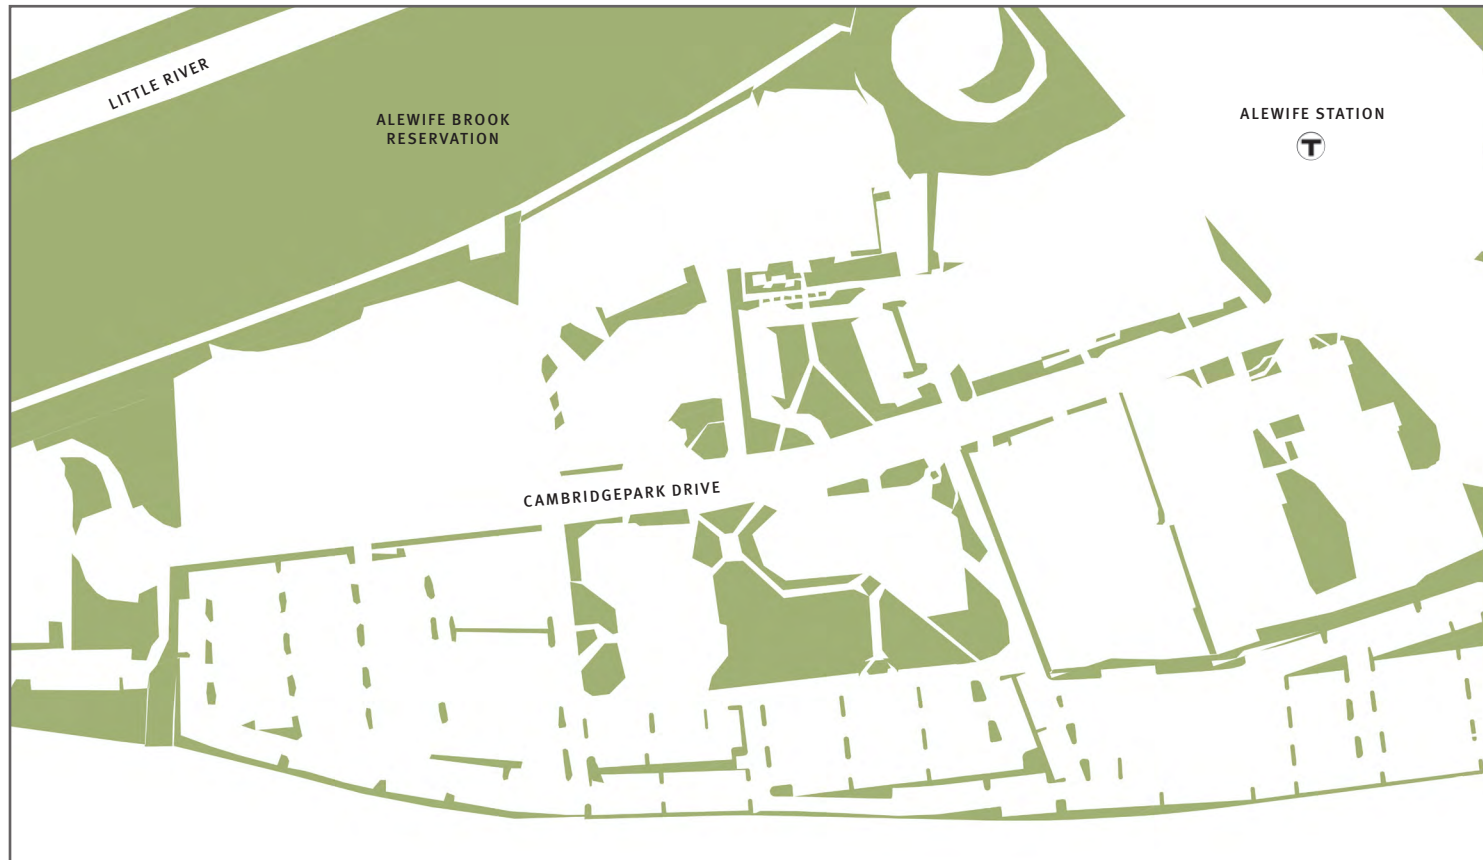 LITTLE RIVER
ALEWIFE BROOK
RESERVATION
ALEWIFE STATION
T
CAMBRIDGEPARK DRIVE